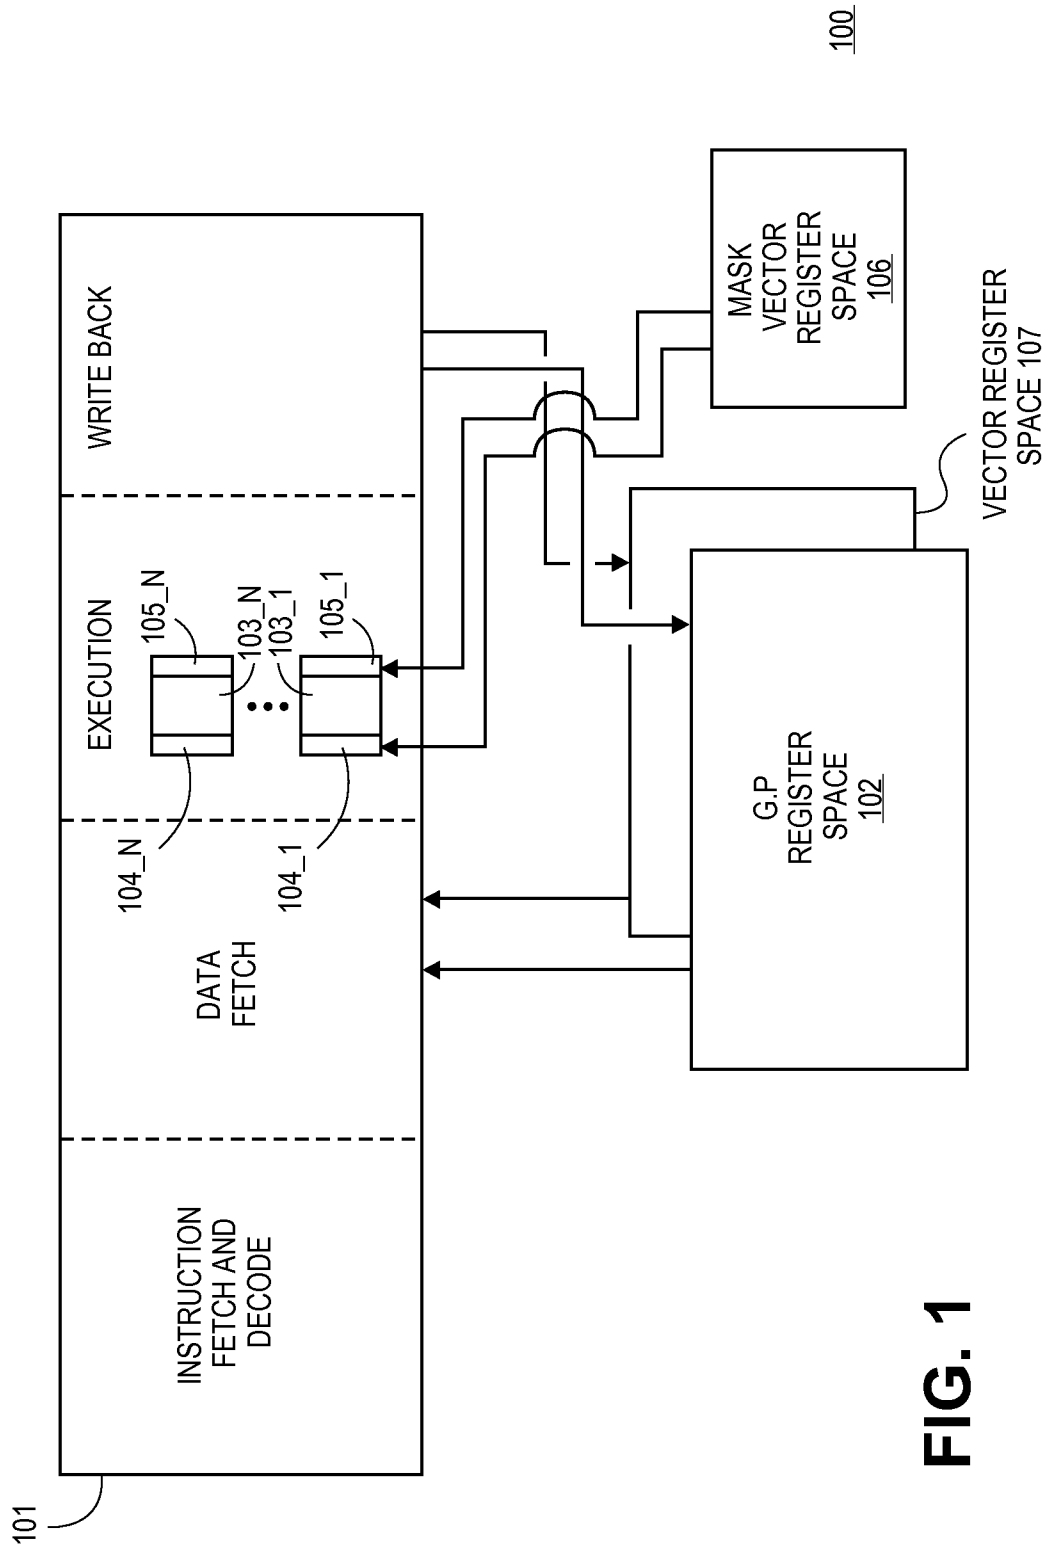 100
101
INSTRUCTION
FETCH AND
DECODE
DATA
FETCH
EXECUTION
WRITE BACK
104_N
105_N
103_N
103_1
104_1
105_1
G.P
REGISTER
SPACE
102
MASK
VECTOR
REGISTER
SPACE
106
VECTOR REGISTER
SPACE 107
FIG. 1